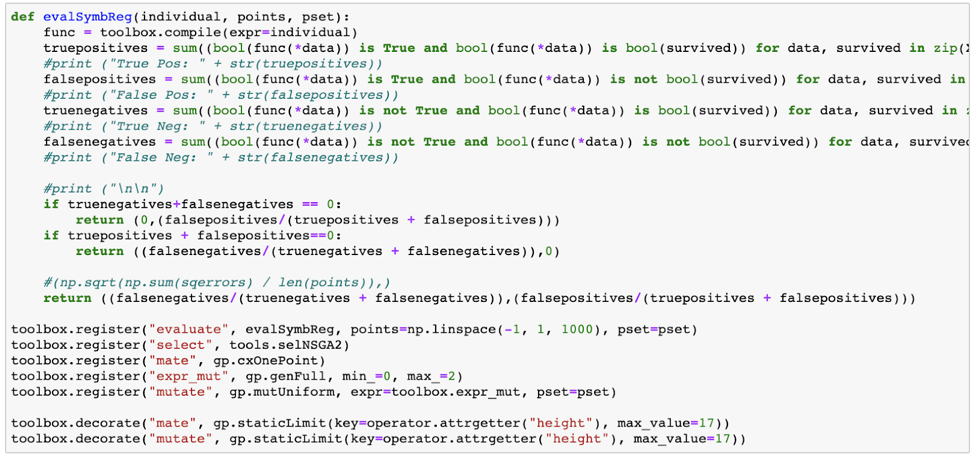 def evalSymbReg(individual, points, pset):
    func = toolbox.compile(expr=individual)
    truepositives = sum((bool(func(*data)) is True and bool(func(*data)) is bool(survived)) for data, survived in zip(
    #print ("True Pos: " + str(truepositives))
    falsepositives = sum((bool(func(*data)) is True and bool(func(*data)) is not bool(survived)) for data, survived in
    #print ("False Pos: " + str(falsepositives))
    truenegatives = sum((bool(func(*data)) is not True and bool(func(*data)) is bool(survived)) for data, survived in
    #print ("True Neg: " + str(truenegatives))
    falsenegatives = sum((bool(func(*data)) is not True and bool(func(*data)) is not bool(survived)) for data,
    #print ("False Neg: " + str(falsenegatives))
    #print ("\n\n")
    if truenegatives+falsenegatives == 0:
        return (0,(falsepositives/(truepositives + falsepositives)))
    if truepositives + falsepositives==0:
        return ((falsenegatives/(truenegatives + falsenegatives)),0)
    #(np.sqrt(np.sum(sqerrors) / len(points)),)
    return ((falsenegatives/(truenegatives + falsenegatives)),(falsepositives/(truepositives + falsepositives)))
toolbox.register("evaluate", evalSymbReg, points=np.linspace(-1, 1, 1000), pset=pset)
toolbox.register("select", tools.selNSGA2)
toolbox.register("mate", gp.cxOnePoint)
toolbox.register("expr_mut", gp.genFull, min_=0, max_=2)
toolbox.register("mutate", gp.mutUniform, expr=toolbox.expr_mut, pset=pset)
toolbox.decorate("mate", gp.staticLimit(key=operator.attrgetter("height"), max_value=17))
toolbox.decorate("mutate", gp.staticLimit(key=operator.attrgetter("height"), max_value=17))